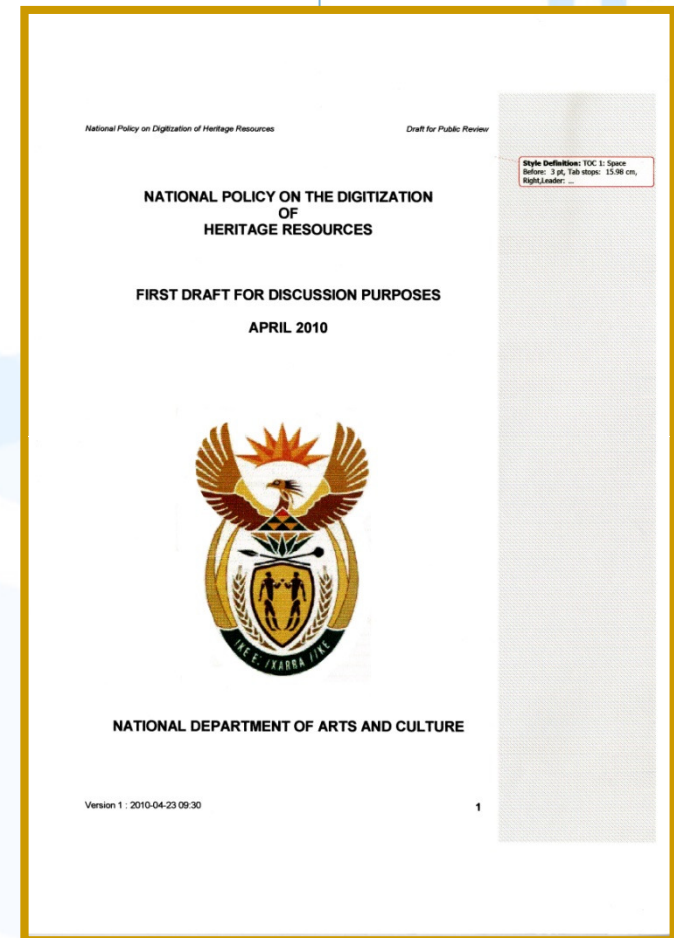 National Policy on Digitization of Heritage Resources
Draft for Public Review
Style Definition: TOC 1: Space
Before: 3 pt, Tab stops: 15.98 cm,
Right,Leader: ...
NATIONAL POLICY ON THE DIGITIZATION
OF
HERITAGE RESOURCES
FIRST DRAFT FOR DISCUSSION PURPOSES
APRIL 2010
!KE E: /XARRA //KE
NATIONAL DEPARTMENT OF ARTS AND CULTURE
Version 1 : 2010-04-23 09:30
1